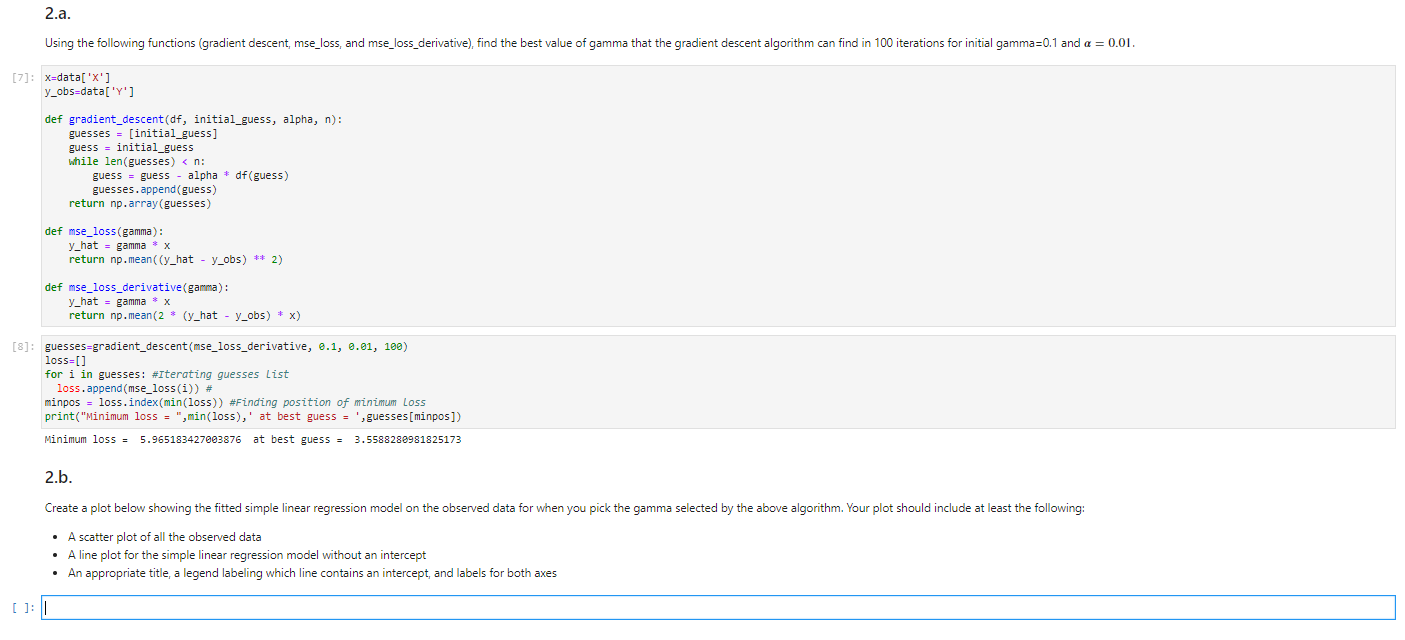 2.a.
Using the following functions (gradient descent, mse_loss, and mse_loss_derivative), find the best value of gamma that the gradient descent algorithm can find in 100 iterations for initial gamma=0.1 and α = 0.01.
[7]: x=data['X']
y_obs=data['Y']
def gradient_descent(df, initial_guess, alpha, n):
    guesses = [initial_guess]
    guess = initial_guess
    while len(guesses) < n:
        guess = guess - alpha * df(guess)
        guesses.append(guess)
    return np.array(guesses)
def mse_loss(gamma):
    y_hat = gamma * x
    return np.mean((y_hat - y_obs) ** 2)
def mse_loss_derivative(gamma):
    y_hat = gamma * x
    return np.mean(2 * (y_hat - y_obs) * x)
[8]: guesses=gradient_descent(mse_loss_derivative, 0.1, 0.01, 100)
loss=[]
for i in guesses: #Iterating guesses list
  loss.append(mse_loss(i)) #
minpos = loss.index(min(loss)) #Finding position of minimum loss
print("Minimum loss = ",min(loss),' at best guess = ',guesses[minpos])
Minimum loss =  5.965183427003876  at best guess =  3.5588280981825173
2.b.
Create a plot below showing the fitted simple linear regression model on the observed data for when you pick the gamma selected by the above algorithm. Your plot should include at least the following:
• A scatter plot of all the observed data
• A line plot for the simple linear regression model without an intercept
• An appropriate title, a legend labeling which line contains an intercept, and labels for both axes
[ ]: